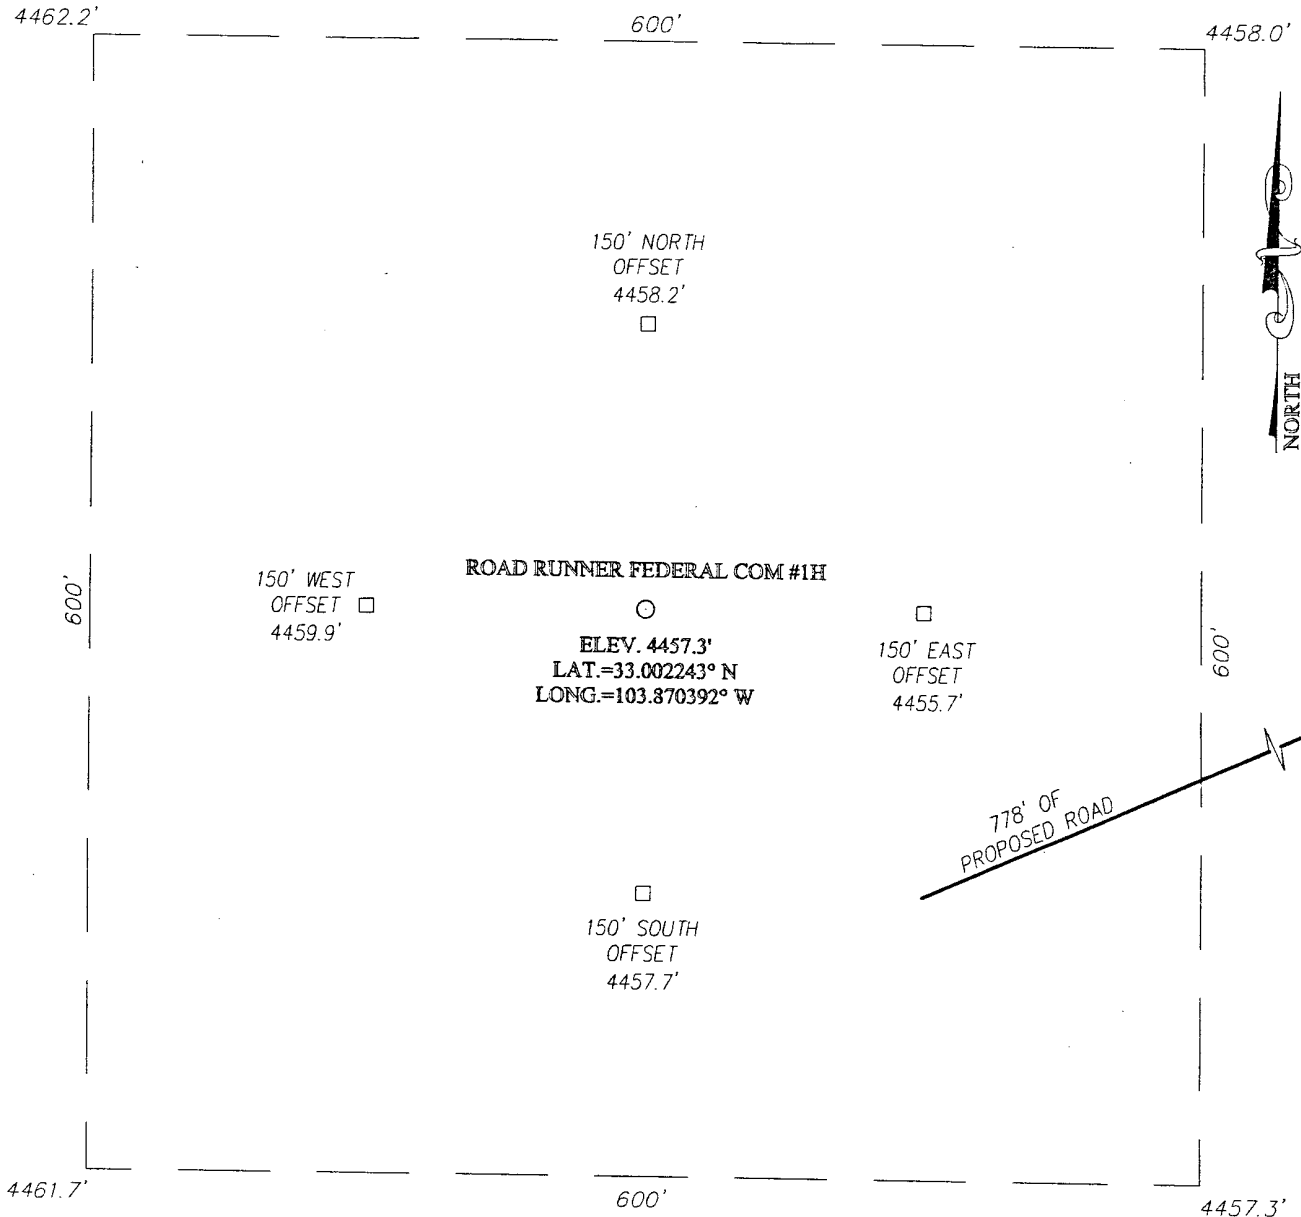 4462.2'
600'
4458.0'
150' NORTH
OFFSET
4458.2'
NORTH
ROAD RUNNER FEDERAL COM #1H
150' WEST
OFFSET
4459.9'
600'
ELEV. 4457.3'
LAT.=33.002243° N
LONG.=103.870392° W
150' EAST
OFFSET
4455.7'
600'
778' OF
PROPOSED ROAD
150' SOUTH
OFFSET
4457.7'
4461.7'
600'
4457.3'